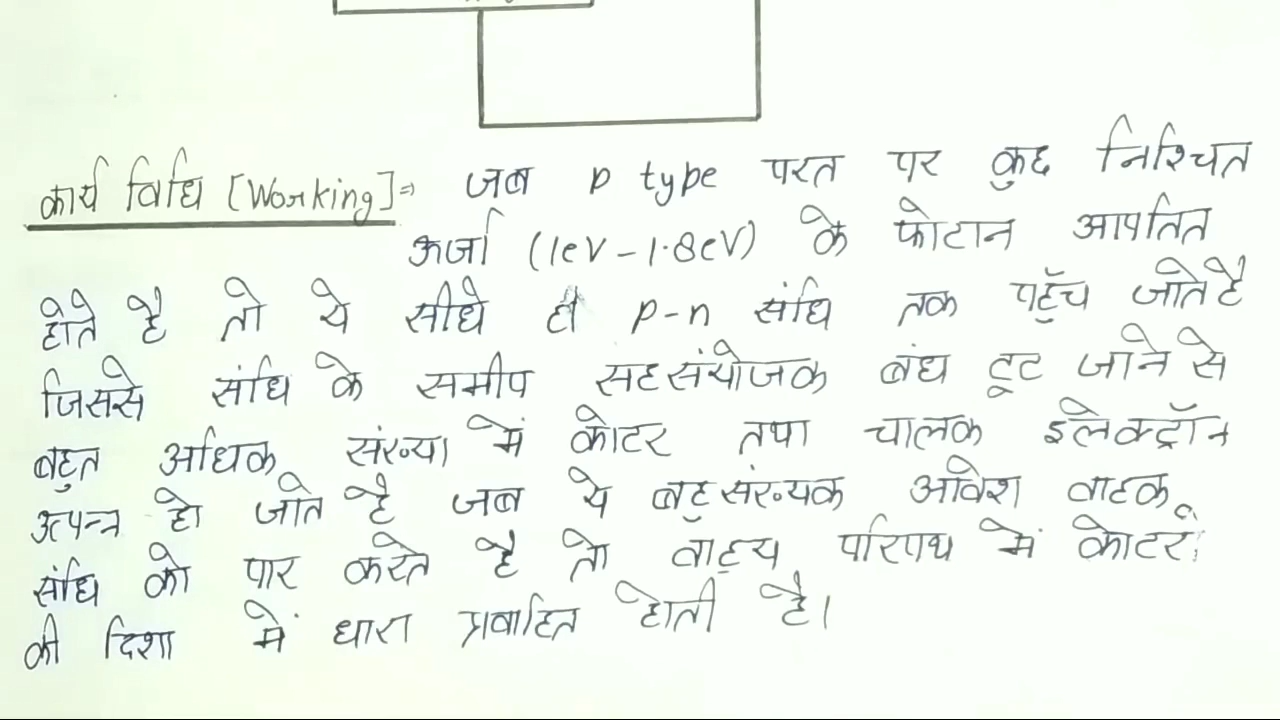 कार्य विधि [Working]⇒ जब p type परत पर कुछ निश्चित
ऊर्जा (1eV-1.8eV) के फोटान आपतित
होते है तो ये सीधे ही p-n संधि तक पहुँच जाते है
जिससे संधि के समीप सहसंयोजक बंध टूट जाने से
बहुत अधिक संख्या में कोटर तथा चालक इलेक्ट्रॉन
उत्पन्न हो जाते है जब ये बहुसंख्यक आवेश वाहक
संधि को पार करते है तो वाह्य परिपथ में कोटरों
की दिशा में धारा प्रवाहित होती है।